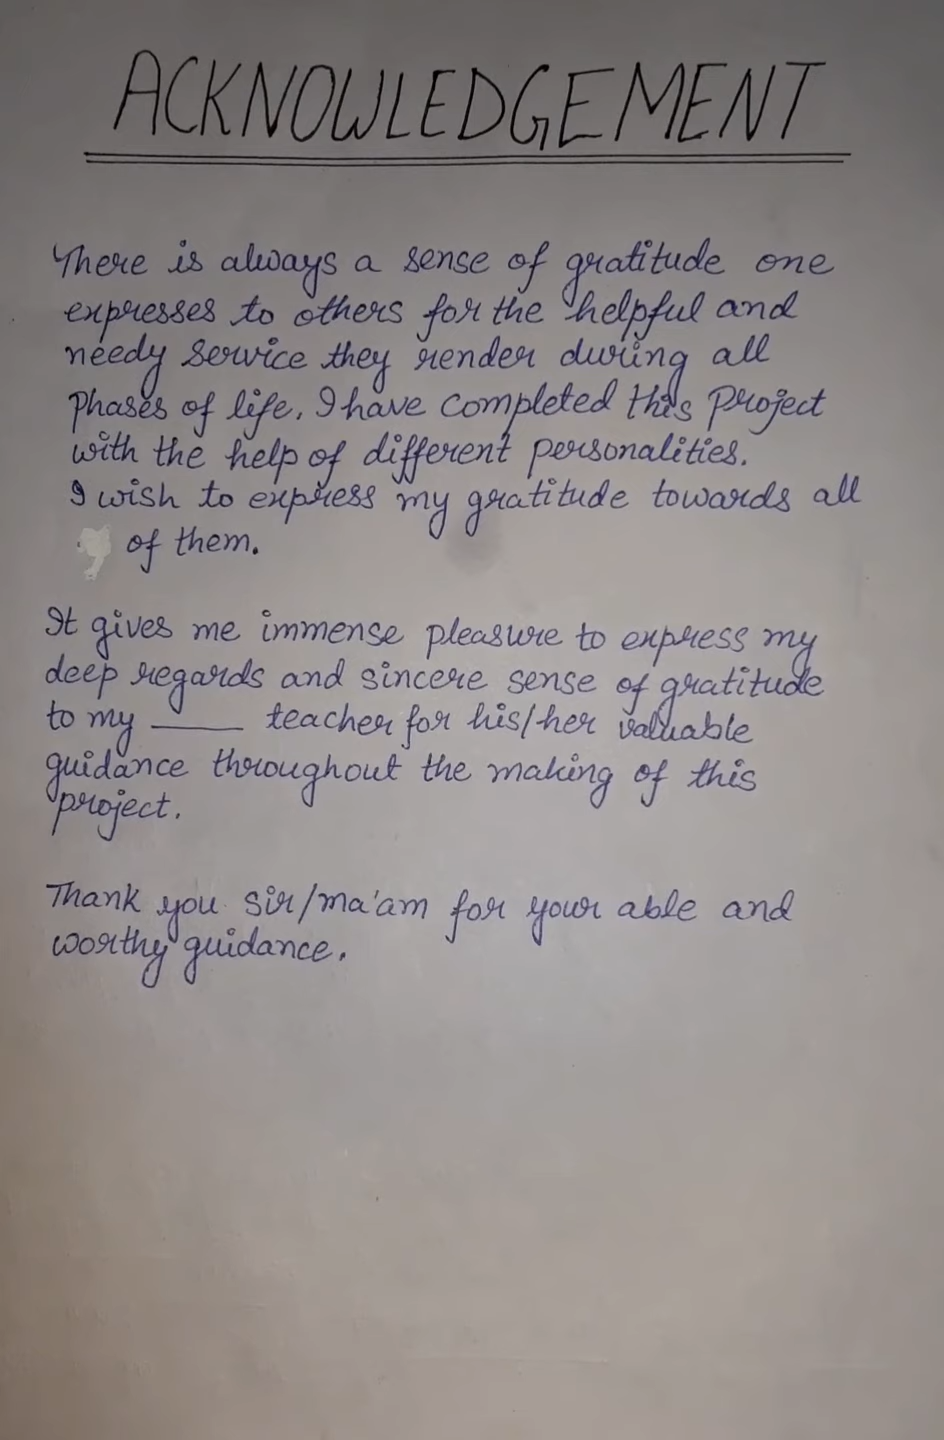 ACKNOWLEDGEMENT
There is always a sense of gratitude one
expresses to others for the helpful and
needy service they render during all
Phases of life. I have completed this Project
with the help of different personalities.
I wish to express my gratitude towards all
of them.
It gives me immense pleasure to express my
deep regards and sincere sense of gratitude
to my ____ teacher for his/her valuable
guidance throughout the making of this
project.
Thank you sir/ma'am for your able and
worthy guidance.